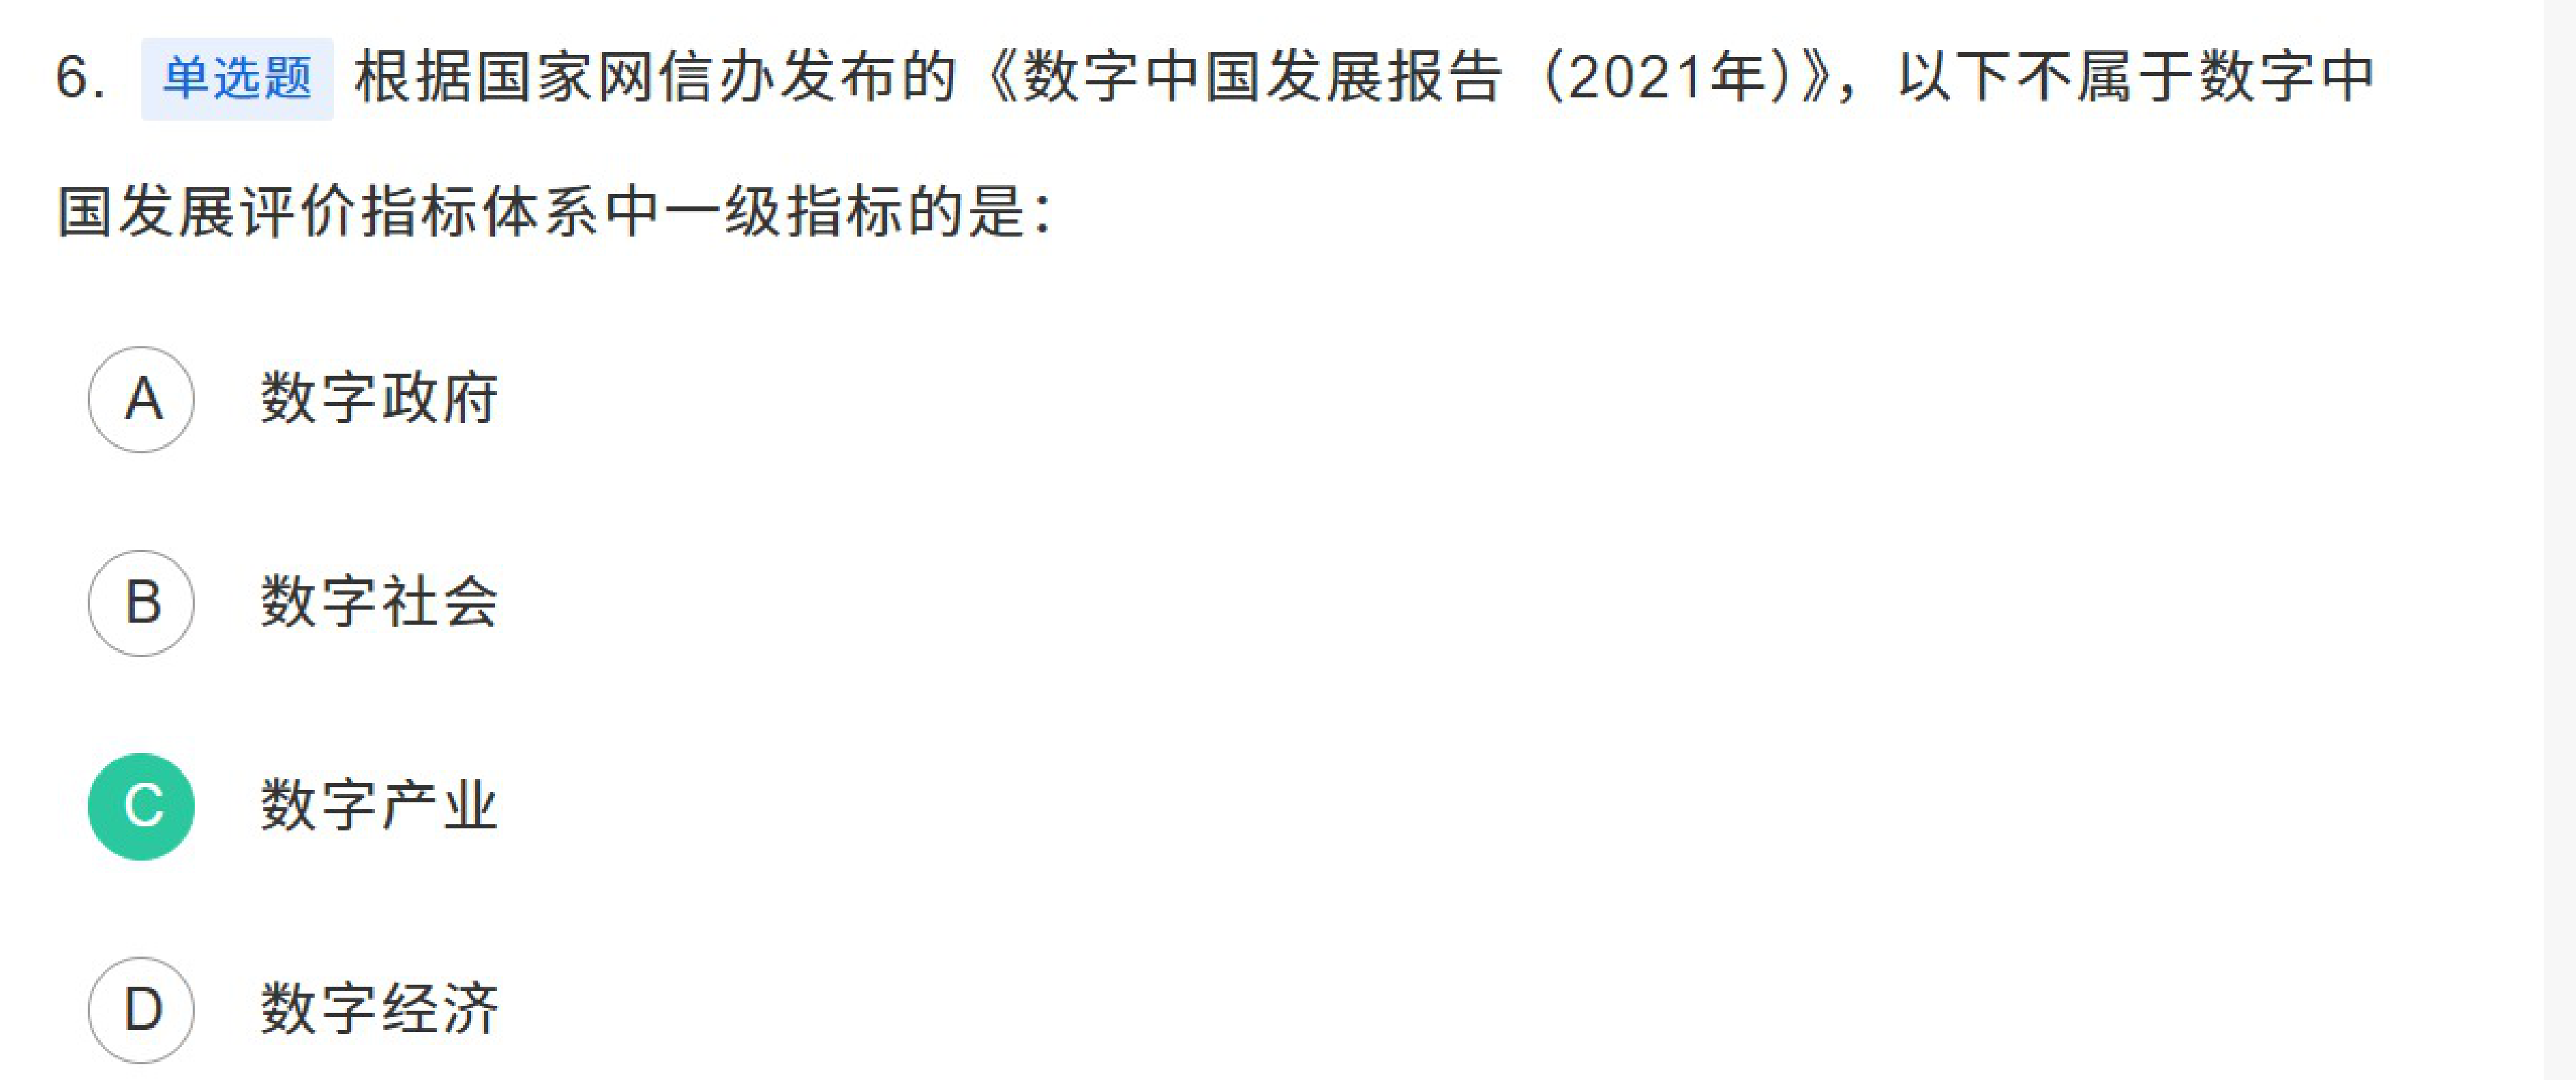 6. 单选题 根据国家网信办发布的《数字中国发展报告（2021年）》，以下不属于数字中
国发展评价指标体系中一级指标的是：
A 数字政府
B 数字社会
C 数字产业
D 数字经济